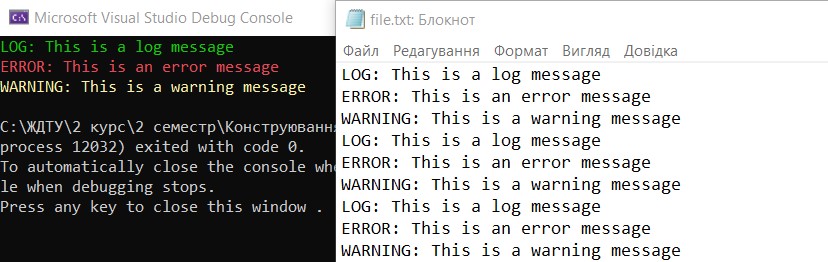 Microsoft Visual Studio Debug Console
LOG: This is a log message
ERROR: This is an error message
WARNING: This is a warning message
C:\ЖДТУ\2 курс\2 семестр\Конструювання
process 12032) exited with code 0.
To automatically close the console whe
le when debugging stops.
Press any key to close this window .
file.txt: Блокнот
Файл Редагування Формат Вигляд Довідка
LOG: This is a log message
ERROR: This is an error message
WARNING: This is a warning message
LOG: This is a log message
ERROR: This is an error message
WARNING: This is a warning message
LOG: This is a log message
ERROR: This is an error message
WARNING: This is a warning message